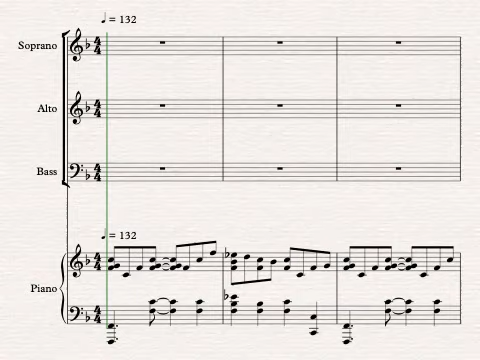 ♩ = 132
Soprano
Alto
Bass
♩ = 132
Piano